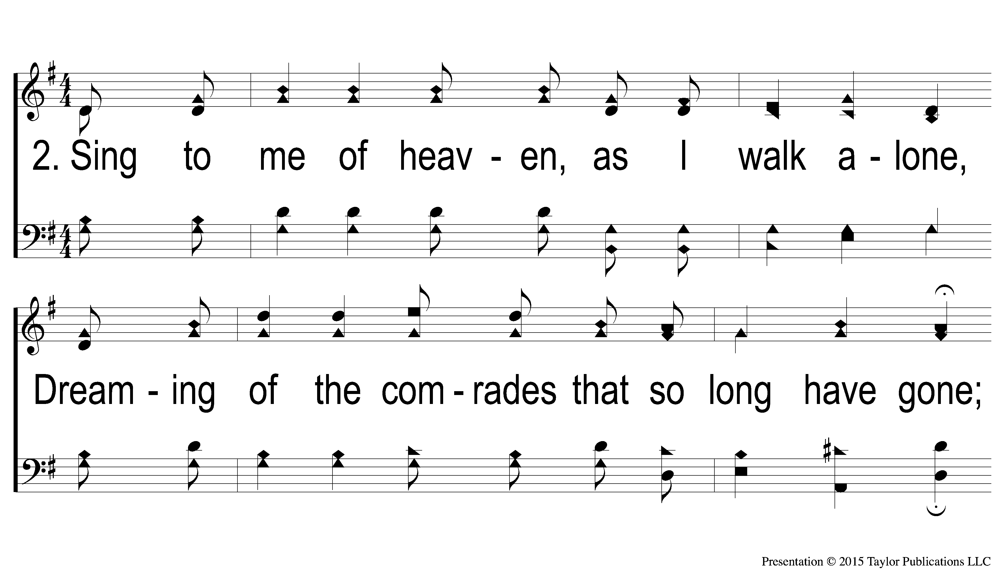 2. Sing to me of heav - en, as I walk a - lone,
Dream - ing of the com - rades that so long have gone;
Presentation © 2015 Taylor Publications LLC